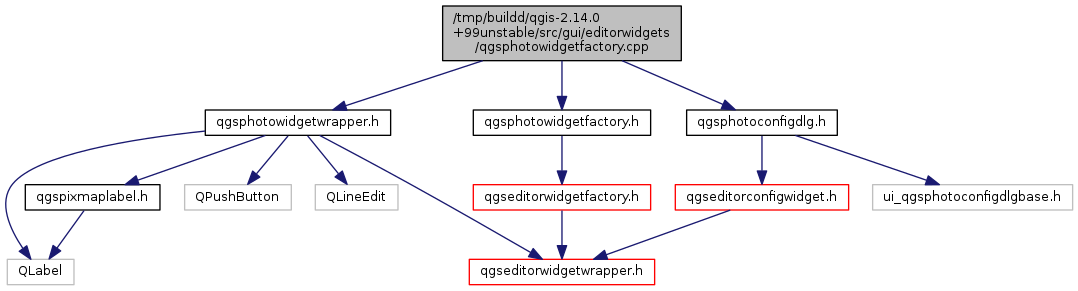 /tmp/buildd/qgis-2.14.0
+99unstable/src/gui/editorwidgets
/qgsphotowidgetfactory.cpp
qgsphotowidgetwrapper.h
qgsphotowidgetfactory.h
qgsphotoconfigdlg.h
qgspixmaplabel.h
QPushButton
QLineEdit
qgseditorwidgetfactory.h
qgseditorconfigwidget.h
ui_qgsphotoconfigdlgbase.h
QLabel
qgseditorwidgetwrapper.h